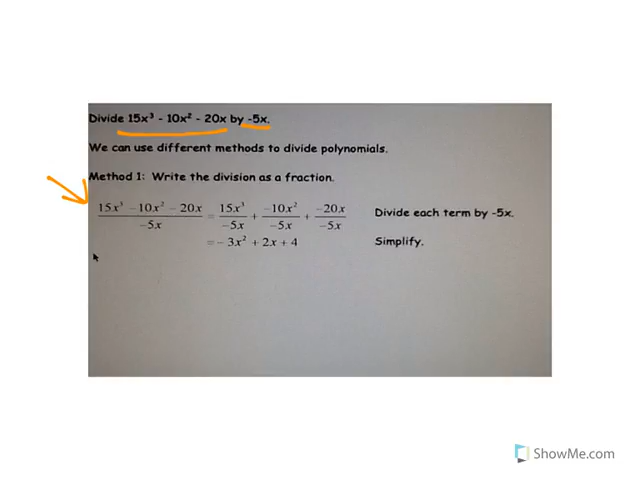 Divide 15x³ - 10x² - 20x by -5x.
We can use different methods to divide polynomials.
Method 1: Write the division as a fraction.
(15x³ − 10x² − 20x)/(−5x) = 15x³/(−5x) + −10x²/(−5x) + −20x/(−5x) Divide each term by -5x.
= − 3x² + 2x + 4 Simplify.
ShowMe.com